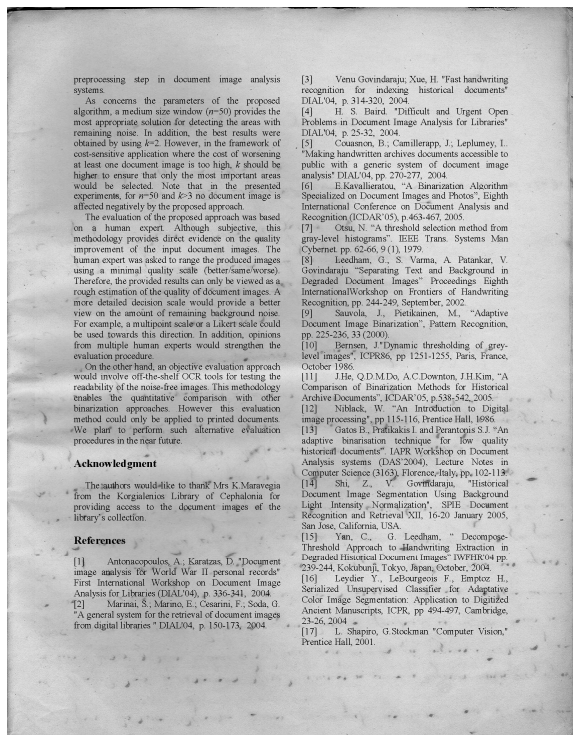 preprocessing step in document image analysis
systems.
As concerns the parameters of the proposed
algorithm, a medium size window (n=50) provides the
most appropriate solution for detecting the areas with
remaining noise. In addition, the best results were
obtained by using k=2. However, in the framework of
cost-sensitive application where the cost of worsening
at least one document image is too high, k should be
higher to ensure that only the most important areas
would be selected. Note that in the presented
experiments, for n=50 and k>3 no document image is
affected negatively by the proposed approach.
The evaluation of the proposed approach was based
on a human expert. Although subjective, this
methodology provides direct evidence on the quality
improvement of the input document images. The
human expert was asked to range the produced images
using a minimal quality scale (better/same/worse).
Therefore, the provided results can only be viewed as a
rough estimation of the quality of document images. A
more detailed decision scale would provide a better
view on the amount of remaining background noise.
For example, a multipoint scale or a Likert scale could
be used towards this direction. In addition, opinions
from multiple human experts would strengthen the
evaluation procedure.
On the other hand, an objective evaluation approach
would involve off-the-shelf OCR tools for testing the
readability of the noise-free images. This methodology
enables the quantitative comparison with other
binarization approaches. However this evaluation
method could only be applied to printed documents.
We plan to perform such alternative evaluation
procedures in the near future.
Acknowledgment
The authors would like to thank Mrs K.Maravegia
from the Korgialenios Library of Cephalonia for
providing access to the document images of the
library's collection.
References
[1] Antonacopoulos, A.; Karatzas, D. "Document
image analysis for World War II personal records"
First International Workshop on Document Image
Analysis for Libraries (DIAL'04), p. 336-341, 2004.
[2] Marinai, S.; Marino, E.; Cesarini, F.; Soda, G.
"A general system for the retrieval of document images
from digital libraries " DIAL'04, p. 150-173, 2004.
[3] Venu Govindaraju; Xue, H. "Fast handwriting
recognition for indexing historical documents"
DIAL'04, p. 314-320, 2004.
[4] H. S. Baird. "Difficult and Urgent Open
Problems in Document Image Analysis for Libraries"
DIAL'04, p. 25-32, 2004.
[5] Couasnon, B.; Camillerapp, J.; Leplumey, I..
"Making handwritten archives documents accessible to
public with a generic system of document image
analysis" DIAL'04, pp. 270-277, 2004.
[6] E.Kavallieratou, “A Binarization Algorithm
Specialized on Document Images and Photos”, Eighth
International Conference on Document Analysis and
Recognition (ICDAR’05), p.463-467, 2005.
[7] Otsu, N. “A threshold selection method from
gray-level histograms”. IEEE Trans. Systems Man
Cybernet. pp. 62-66, 9 (1), 1979.
[8] Leedham, G., S. Varma, A. Patankar, V.
Govindaraju “Separating Text and Background in
Degraded Document Images” Proceedings Eighth
InternationalWorkshop on Frontiers of Handwriting
Recognition, pp. 244-249, September, 2002.
[9] Sauvola, J., Pietikainen, M., “Adaptive
Document Image Binarization”, Pattern Recognition,
pp. 225-236, 33 (2000).
[10] Bernsen, J."Dynamic thresholding of grey-
level images", ICPR86, pp 1251-1255, Paris, France,
October 1986.
[11] J.He, Q.D.M.Do, A.C.Downton, J.H.Kim, “A
Comparison of Binarization Methods for Historical
Archive Documents”, ICDAR’05, p.538-542, 2005.
[12] Niblack, W. “An Introduction to Digital
image processing”, pp 115-116, Prentice Hall, 1986.
[13] Gatos B., Pratikakis I. and Perantonis S.J. “An
adaptive binarisation technique for low quality
historical documents”. IAPR Workshop on Document
Analysis systems (DAS’2004), Lecture Notes in
Computer Science (3163), Florence, Italy, pp. 102-113.
[14] Shi, Z., V. Govindaraju, "Historical
Document Image Segmentation Using Background
Light Intensity Normalization", SPIE Document
Recognition and Retrieval XII, 16-20 January 2005,
San Jose, California, USA.
[15] Yan, C., G. Leedham, “ Decompose-
Threshold Approach to Handwriting Extraction in
Degraded Historical Document Images“ IWFHR'04 pp.
239-244, Kokubunji, Tokyo, Japan, October, 2004.
[16] Leydier Y., LeBourgeois F., Emptoz H.,
Serialized Unsupervised Classifier for Adaptative
Color Image Segmentation: Application to Digitized
Ancient Manuscripts, ICPR, pp 494-497, Cambridge,
23-26, 2004
[17] L. Shapiro, G.Stockman "Computer Vision,"
Prentice Hall, 2001.